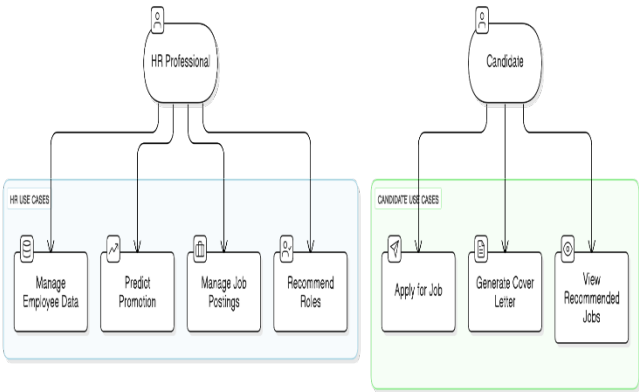 HR Professional
Candidate
HR USE CASES
CANDIDATE USE CASES
Manage
Employee Data
Predict
Promotion
Manage Job
Postings
Recommend
Roles
Apply for Job
Generate Cover
Letter
View
Recommended
Jobs